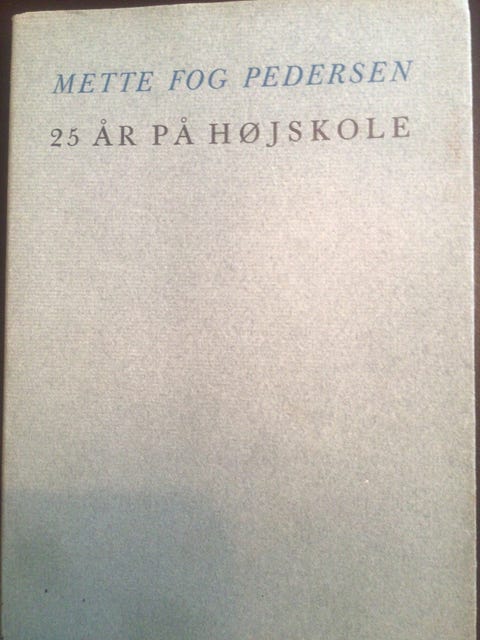 METTE FOG PEDERSEN
25 ÅR PÅ HØJSKOLE